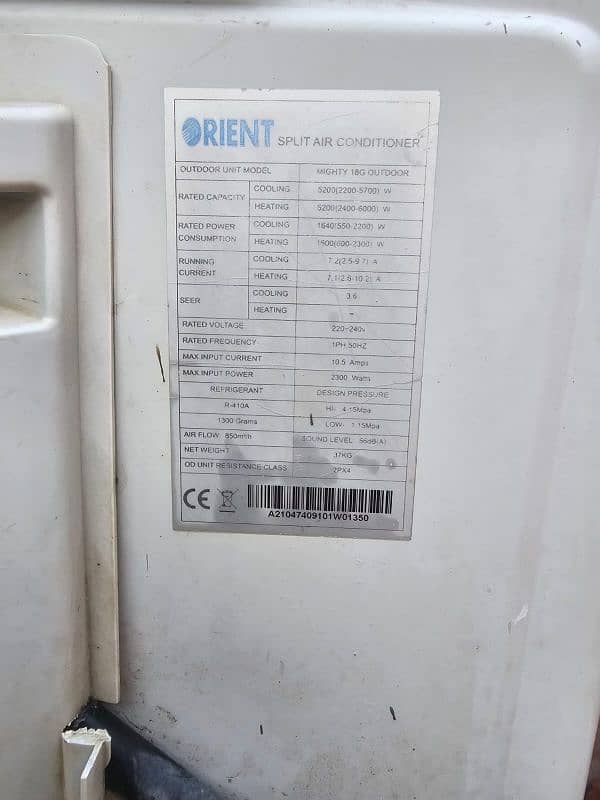 ORIENT SPLIT AIR CONDITIONER
OUTDOOR UNIT MODEL MIGHTY 18G OUTDOOR
RATED CAPACITY COOLING 5200(2200-5700) W
HEATING 5200(2400-6000) W
RATED POWER CONSUMPTION COOLING 1640(550-2200) W
HEATING 1600(600-2300) W
RUNNING CURRENT COOLING 7.2(2.5-9.7) A
HEATING 7.1(2.6-10.2) A
SEER COOLING 3.6
HEATING –
RATED VOLTAGE 220~240v
RATED FREQUENCY 1PH 50HZ
MAX INPUT CURRENT 10.5 Amps
MAX.INPUT POWER 2300 Watts
REFRIGERANT DESIGN PRESSURE
R-410A HI- 4.15Mpa
1300 Grams LOW- 1.15Mpa
AIR FLOW 850m³/h SOUND LEVEL 56dB(A)
NET WEIGHT 37KG
OD UNIT RESISTANCE CLASS
CE
A21047409101W01350